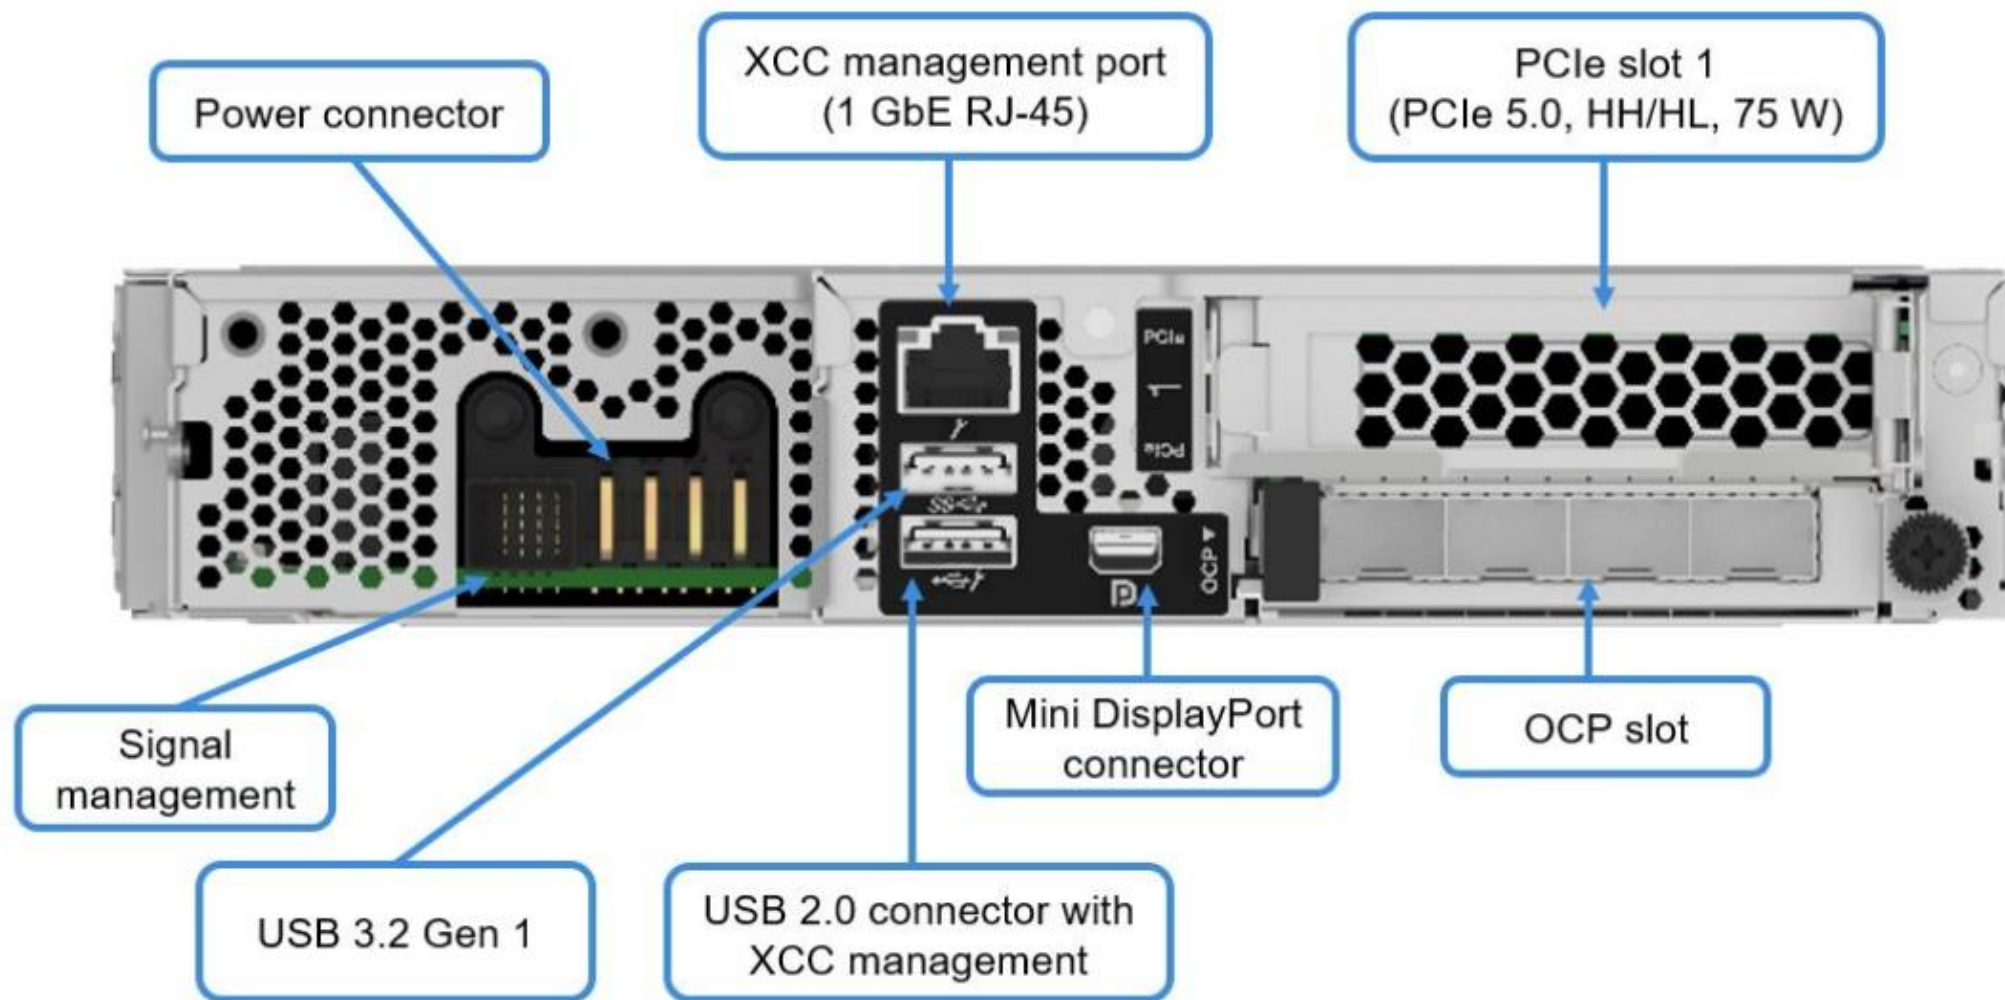 XCC management port
(1 GbE RJ-45)
PCIe slot 1
(PCIe 5.0, HH/HL, 75 W)
Power connector
PCIe
1
PCIe
SS
OCP ▼
D
Signal
management
Mini DisplayPort
connector
OCP slot
USB 3.2 Gen 1
USB 2.0 connector with
XCC management